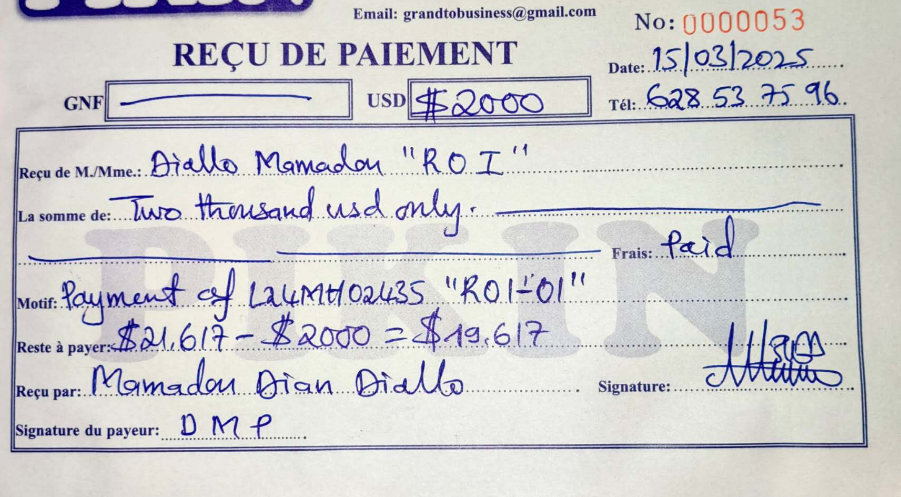 Email: grandtobusiness@gmail.com
No: 0000053
REÇU DE PAIEMENT
Date: 15/03/2025
GNF
USD $2000
Tél: 628 53 75 96
Reçu de M./Mme.: Diallo Mamadou "ROI"
La somme de: Two thousand usd only.
Frais: Paid
PIKIN
Motif: Payment of L24MH02435 "ROI-01"
Reste à payer: $21.617 - $2000 = $19.617
Reçu par: Mamadou Dian Diallo
Signature:
Signature du payeur: DMP